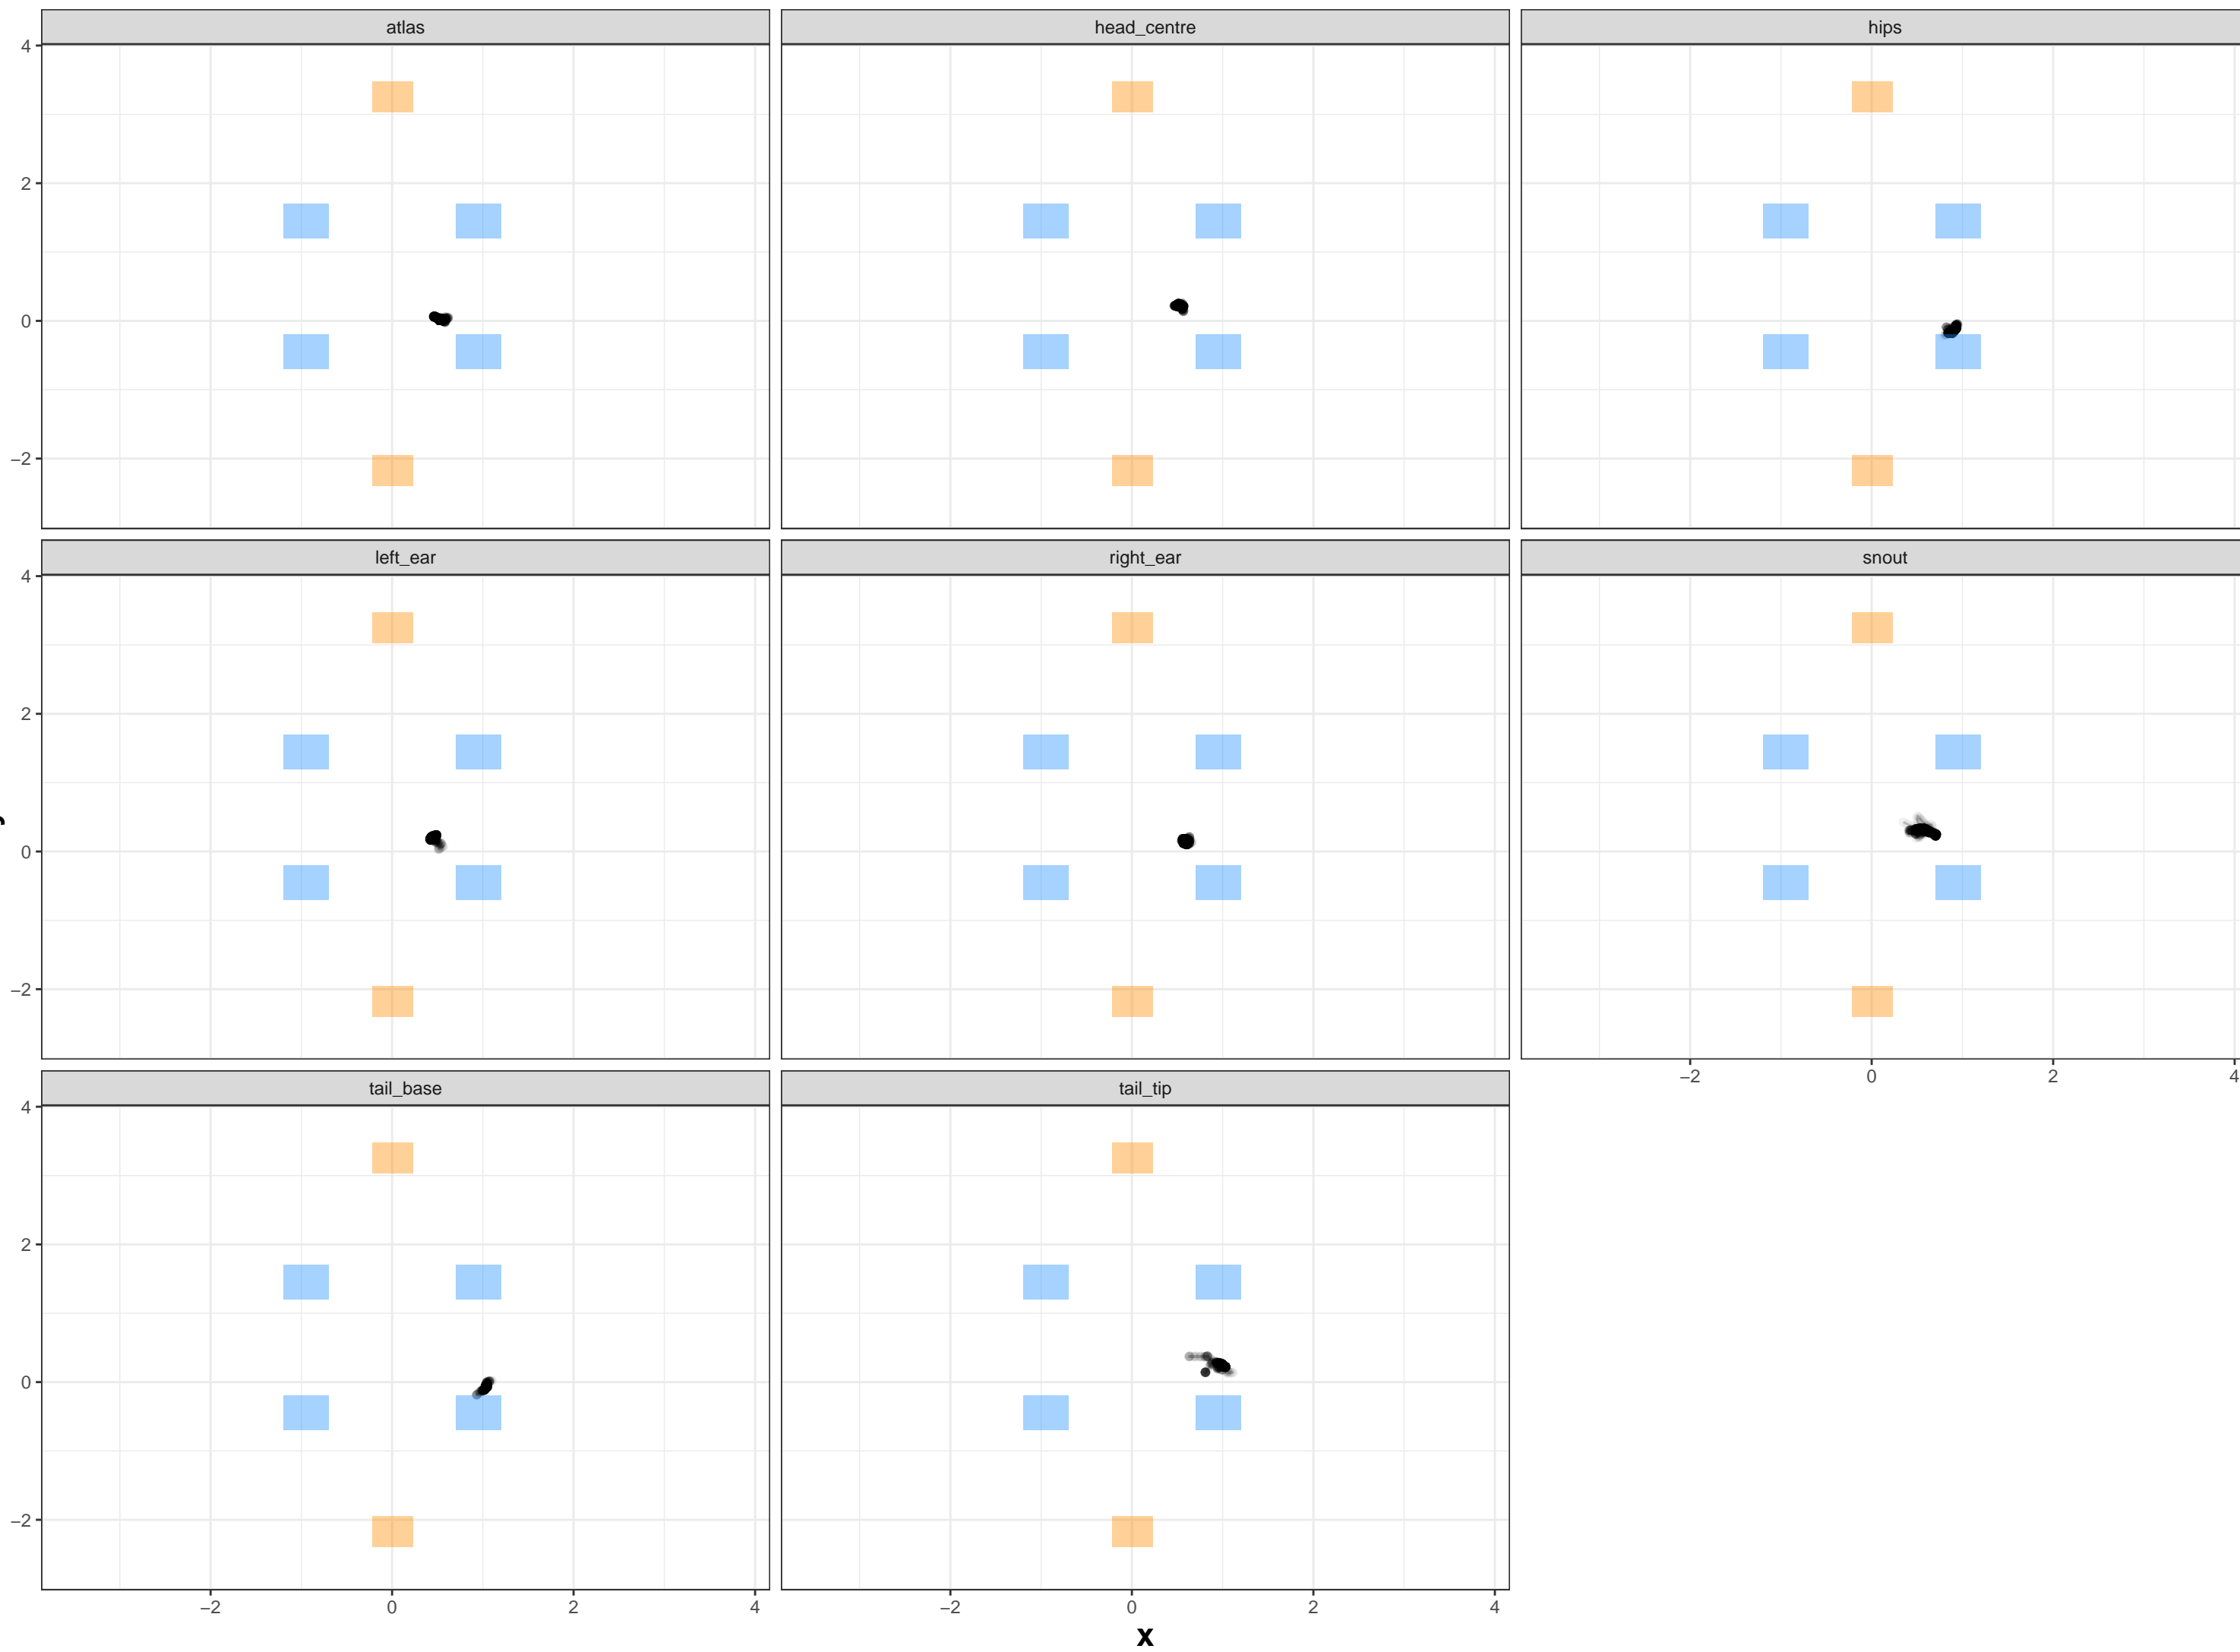 atlas head_centre hips
4
2
0
−2
left_ear right_ear snout
4
2
0
−2
−2 0 2 4
tail_base tail_tip
4
2
0
−2
−2 0 2 4 −2 0 2 4
x